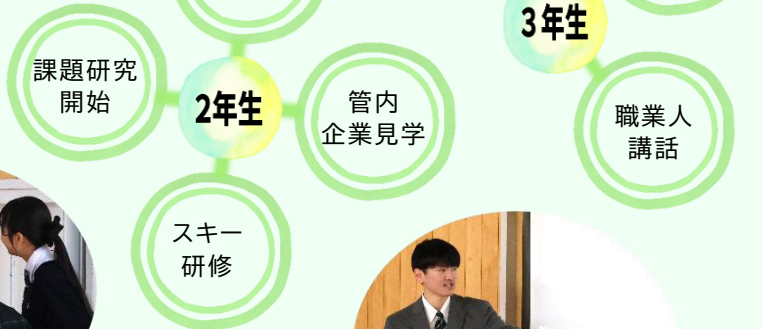 3年生
課題研究
開始
2年生
管内
企業見学
職業人
講話
スキー
研修